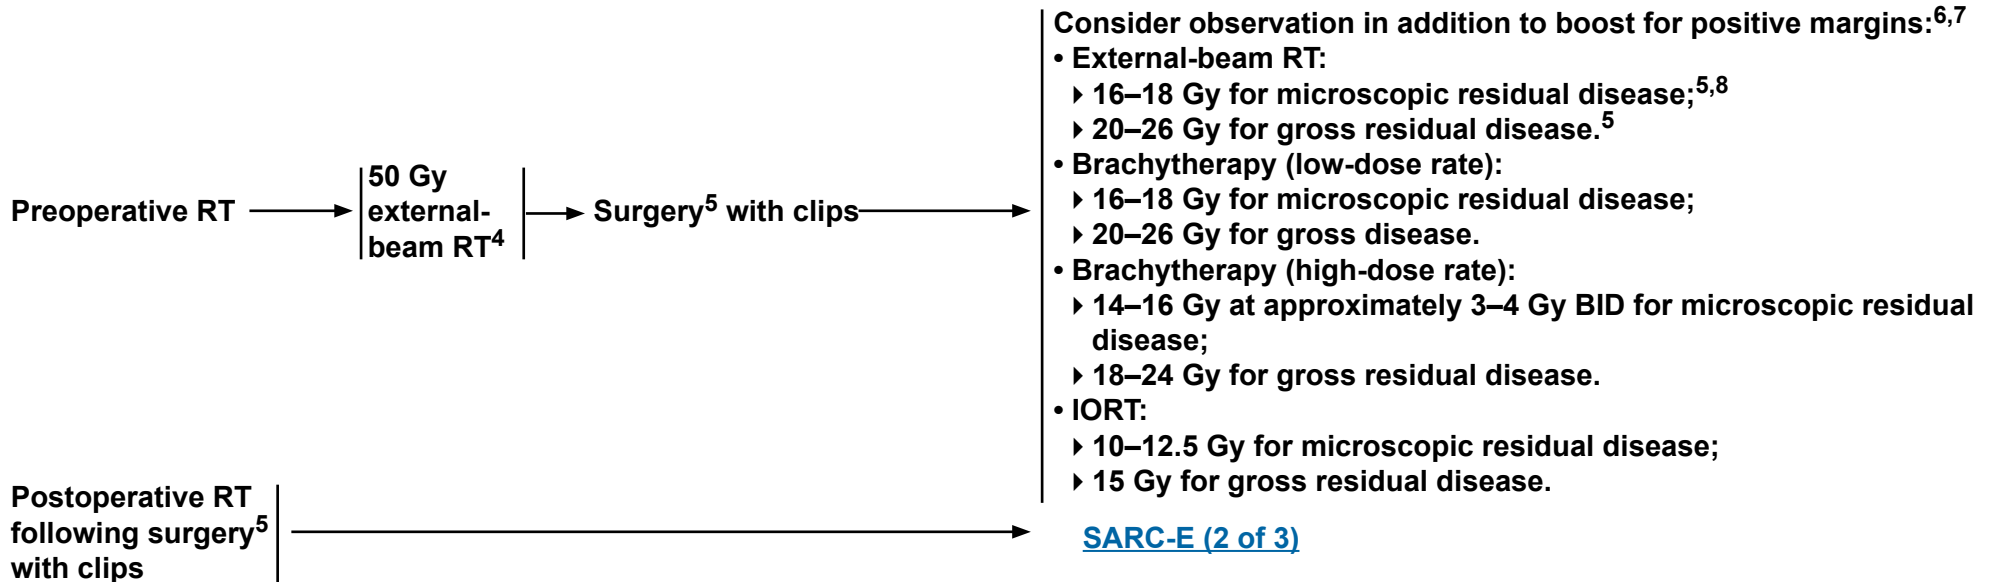 Preoperative RT
50 Gy
external-
beam RT4
Surgery5 with clips
Consider observation in addition to boost for positive margins:6,7
• External-beam RT:
▸ 16–18 Gy for microscopic residual disease;5,8
▸ 20–26 Gy for gross residual disease.5
• Brachytherapy (low-dose rate):
▸ 16–18 Gy for microscopic residual disease;
▸ 20–26 Gy for gross disease.
• Brachytherapy (high-dose rate):
▸ 14–16 Gy at approximately 3–4 Gy BID for microscopic residual
disease;
▸ 18–24 Gy for gross residual disease.
• IORT:
▸ 10–12.5 Gy for microscopic residual disease;
▸ 15 Gy for gross residual disease.
Postoperative RT
following surgery5
with clips
SARC-E (2 of 3)